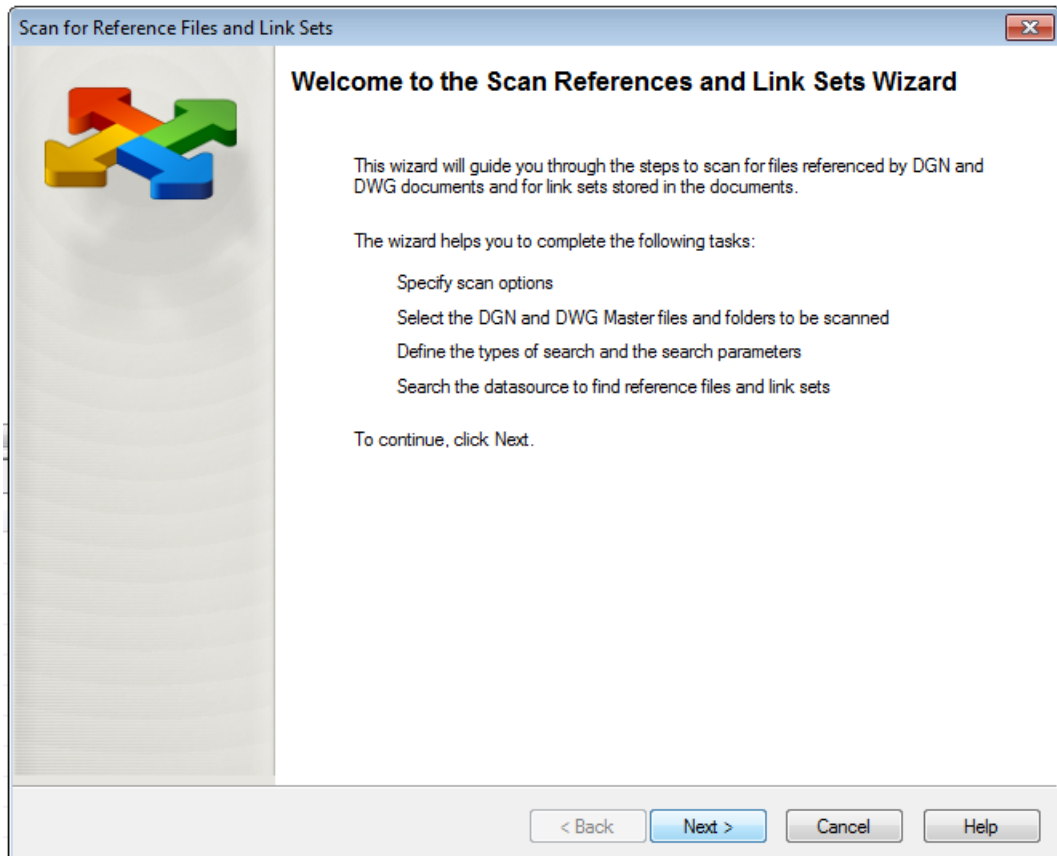 Scan for Reference Files and Link Sets
Welcome to the Scan References and Link Sets Wizard
This wizard will guide you through the steps to scan for files referenced by DGN and
DWG documents and for link sets stored in the documents.
The wizard helps you to complete the following tasks:
Specify scan options
Select the DGN and DWG Master files and folders to be scanned
Define the types of search and the search parameters
Search the datasource to find reference files and link sets
To continue, click Next.
< Back Next > Cancel Help